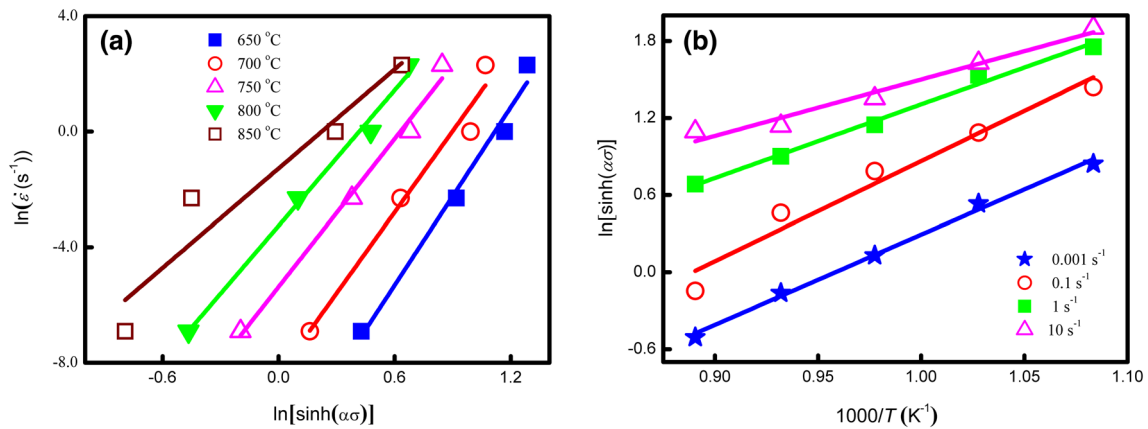 (a)
650 °C
700 °C
750 °C
800 °C
850 °C
4.0
0.0
-4.0
-8.0
ln(ε̇ (s⁻¹))
-0.6
0.0
0.6
1.2
ln[sinh(ασ)]
(b)
1.8
1.2
0.6
0.0
-0.6
ln[sinh(ασ)]
0.001 s⁻¹
0.1 s⁻¹
1 s⁻¹
10 s⁻¹
0.90
0.95
1.00
1.05
1.10
1000/T (K⁻¹)